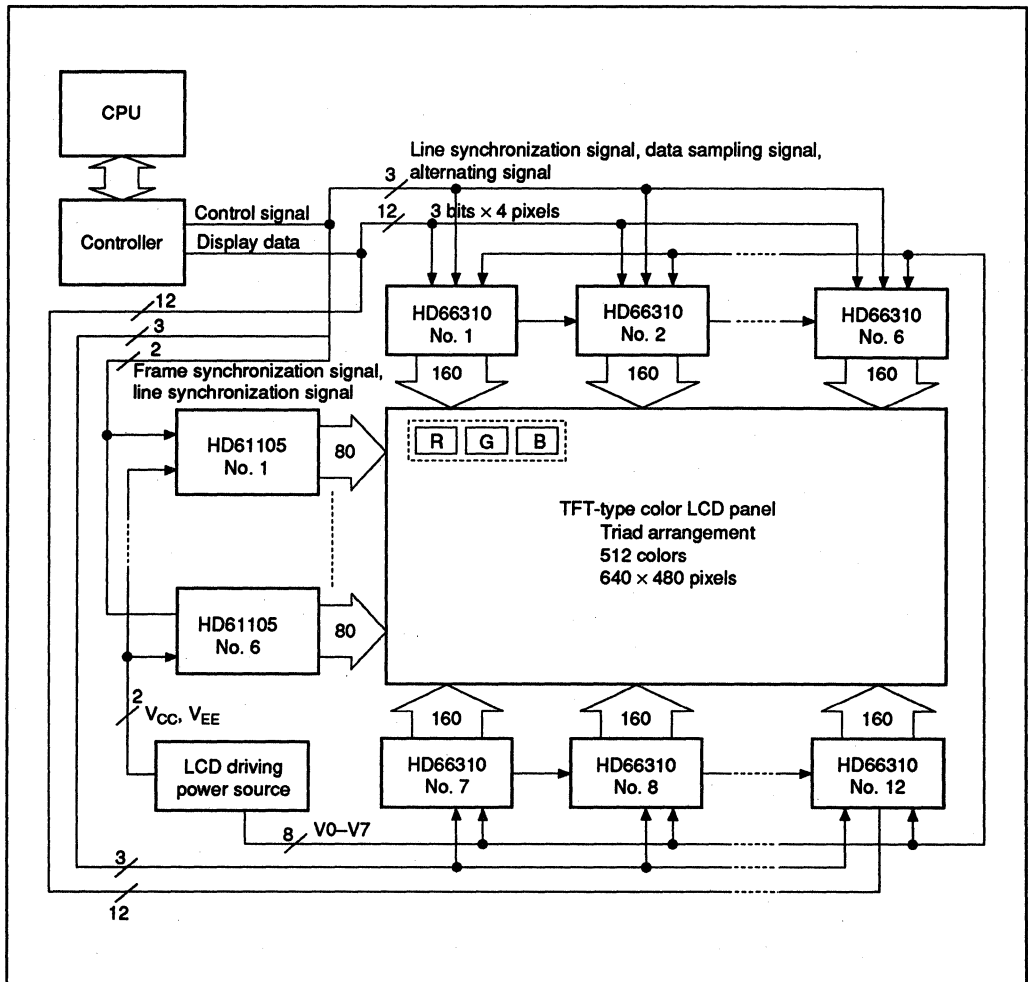 CPU
Line synchronization signal, data sampling signal,
alternating signal
3
Control signal
12
3 bits × 4 pixels
Controller
Display data
12
3
2
Frame synchronization signal,
line synchronization signal
HD66310
No. 1
HD66310
No. 2
HD66310
No. 6
160
160
160
HD61105
No. 1
80
R
G
B
TFT-type color LCD panel
Triad arrangement
512 colors
640 × 480 pixels
HD61105
No. 6
80
2
VCC, VEE
LCD driving
power source
160
160
160
HD66310
No. 7
HD66310
No. 8
HD66310
No. 12
8
V0–V7
3
12